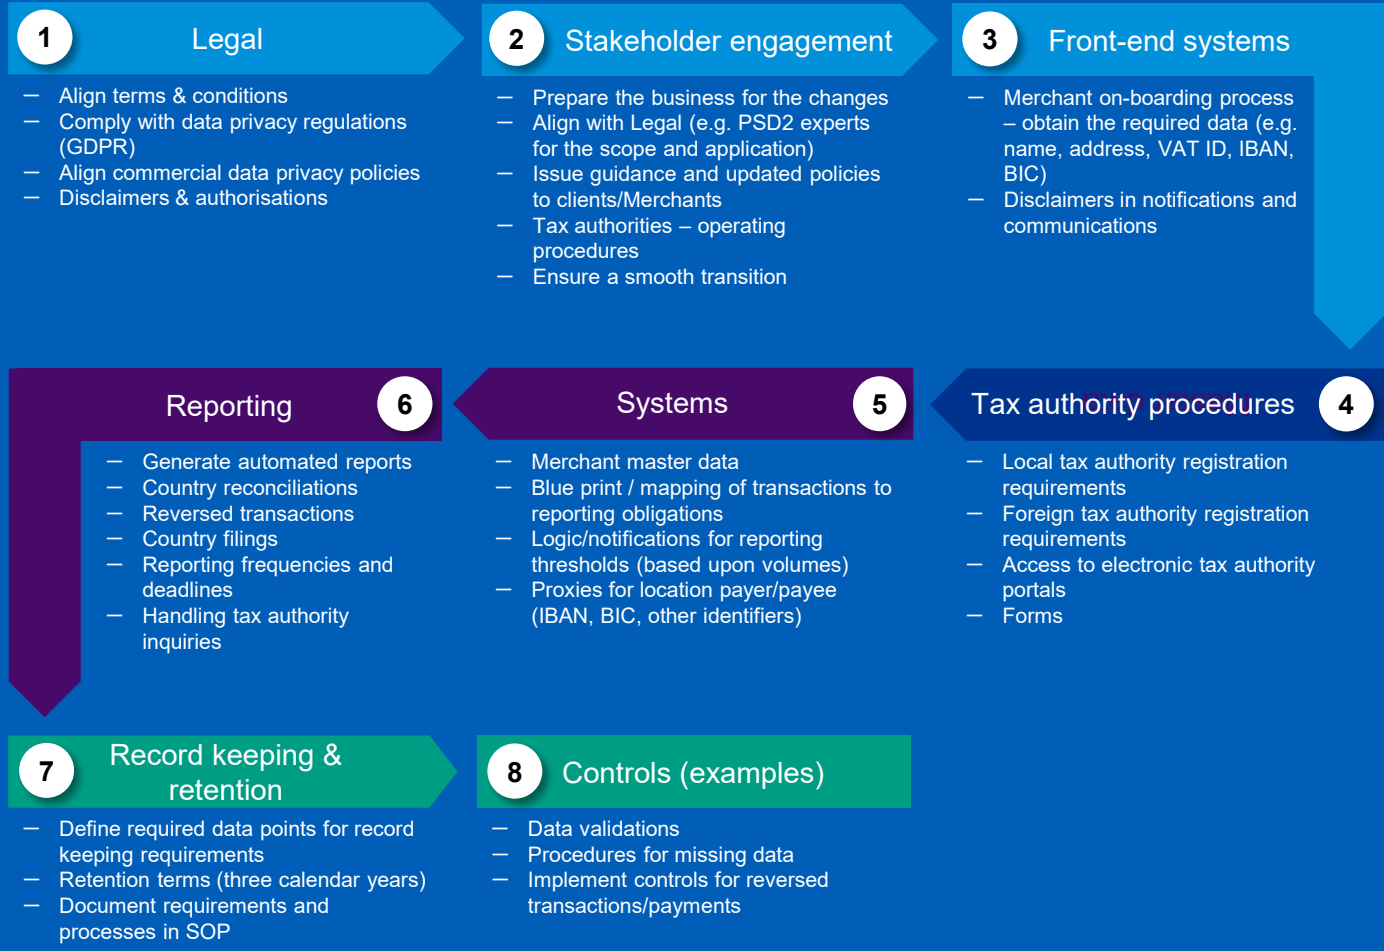 1
Legal
— Align terms & conditions
— Comply with data privacy regulations
(GDPR)
— Align commercial data privacy policies
— Disclaimers & authorisations
2
Stakeholder engagement
— Prepare the business for the changes
— Align with Legal (e.g. PSD2 experts
for the scope and application)
— Issue guidance and updated policies
to clients/Merchants
— Tax authorities – operating
procedures
— Ensure a smooth transition
3
Front-end systems
— Merchant on-boarding process
– obtain the required data (e.g.
name, address, VAT ID, IBAN,
BIC)
— Disclaimers in notifications and
communications
Tax authority procedures
4
— Local tax authority registration
requirements
— Foreign tax authority registration
requirements
— Access to electronic tax authority
portals
— Forms
Systems
5
— Merchant master data
— Blue print / mapping of transactions to
reporting obligations
— Logic/notifications for reporting
thresholds (based upon volumes)
— Proxies for location payer/payee
(IBAN, BIC, other identifiers)
Reporting
6
— Generate automated reports
— Country reconciliations
— Reversed transactions
— Country filings
— Reporting frequencies and
deadlines
— Handling tax authority
inquiries
7
Record keeping &
retention
— Define required data points for record
keeping requirements
— Retention terms (three calendar years)
— Document requirements and
processes in SOP
8
Controls (examples)
— Data validations
— Procedures for missing data
— Implement controls for reversed
transactions/payments